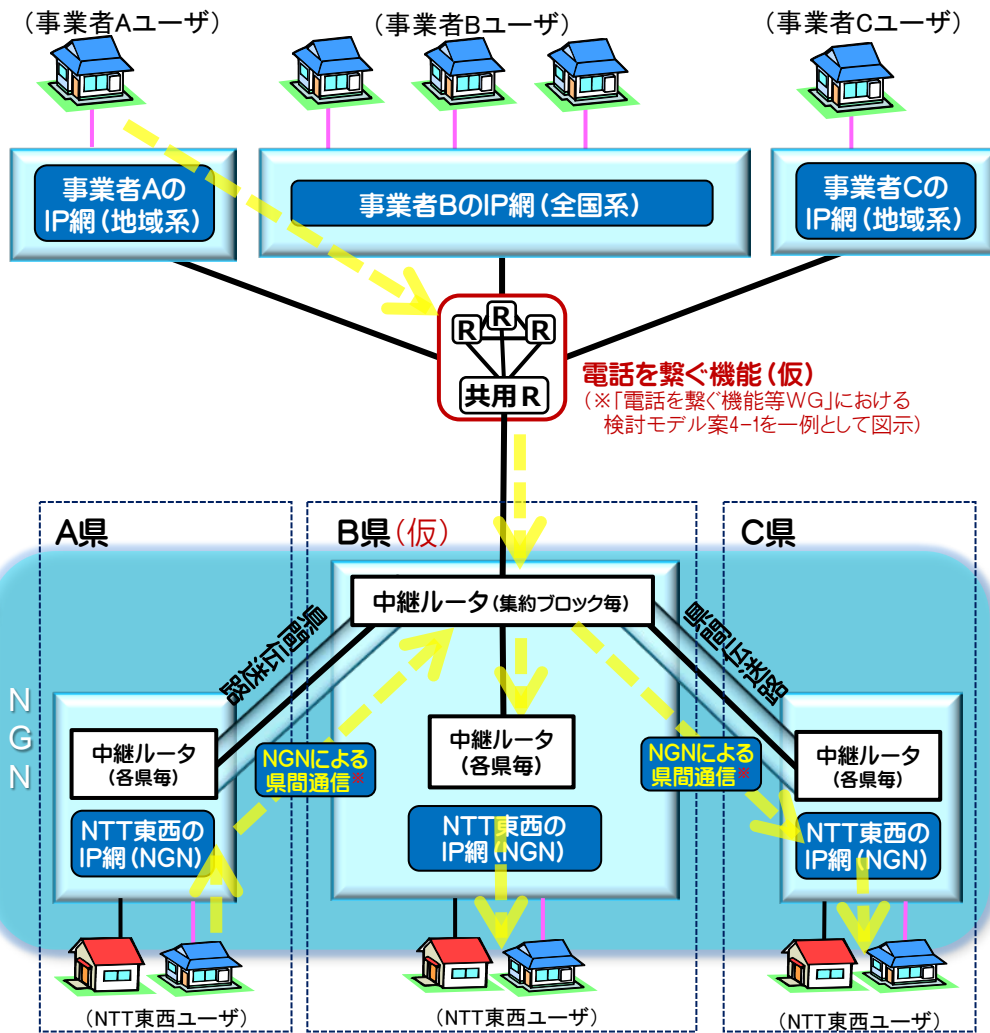 (事業者Aユーザ)
(事業者Bユーザ)
(事業者Cユーザ)
事業者Aの
IP網(地域系)
事業者BのIP網(全国系)
事業者Cの
IP網(地域系)
R
R
R
共用R
電話を繋ぐ機能(仮)
(※「電話を繋ぐ機能等WG」における
検討モデル案4-1を一例として図示)
A県
B県(仮)
C県
中継ルータ(集約ブロック毎)
県間伝送路
県間伝送路
NGN
中継ルータ
(各県毎)
NGNによる
県間通信※
中継ルータ
(各県毎)
NGNによる
県間通信※
中継ルータ
(各県毎)
NTT東西の
IP網(NGN)
NTT東西の
IP網(NGN)
NTT東西の
IP網(NGN)
(NTT東西ユーザ)
(NTT東西ユーザ)
(NTT東西ユーザ)